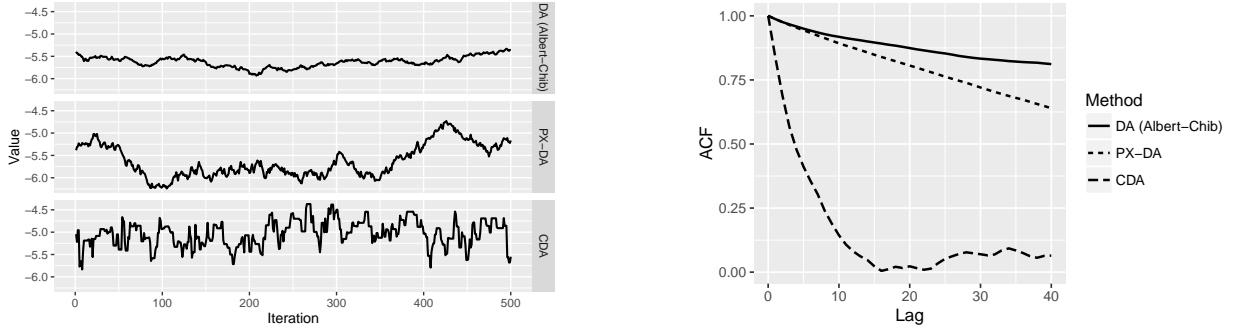 −4.5
−5.0
−5.5
−6.0
DA (Albert−Chib)
−4.5
−5.0
−5.5
−6.0
PX−DA
−4.5
−5.0
−5.5
−6.0
CDA
Value
0
100
200
300
400
500
Iteration
1.00
0.75
0.50
0.25
0.00
ACF
0
10
20
30
40
Lag
Method
DA (Albert−Chib)
PX−DA
CDA